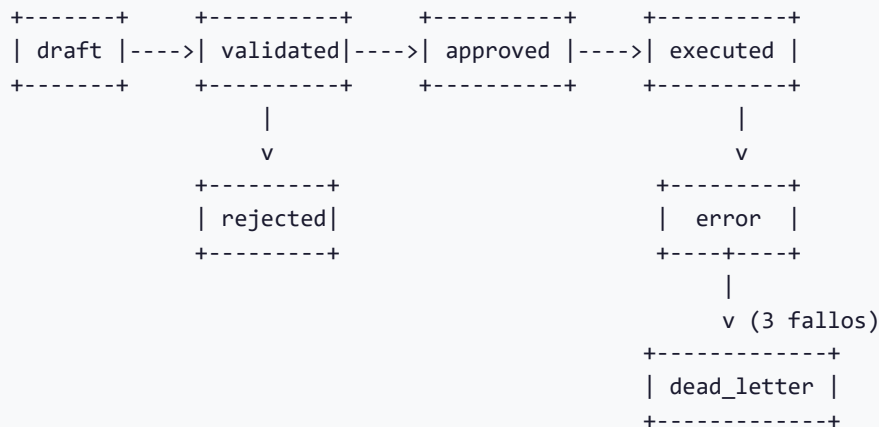 draft validated approved executed
rejected error
(3 fallos)
dead_letter